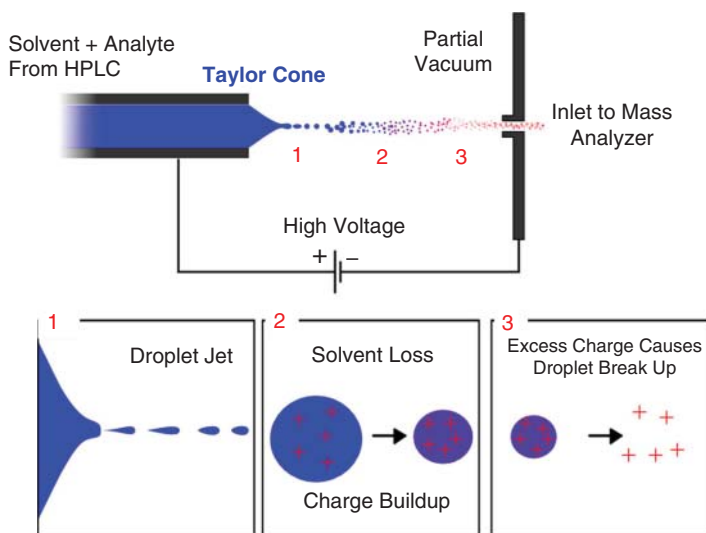 Solvent + Analyte
From HPLC
Taylor Cone
Partial
Vacuum
Inlet to Mass
Analyzer
1
2
3
High Voltage
+ −
1
Droplet Jet
2
Solvent Loss
Charge Buildup
3
Excess Charge Causes
Droplet Break Up